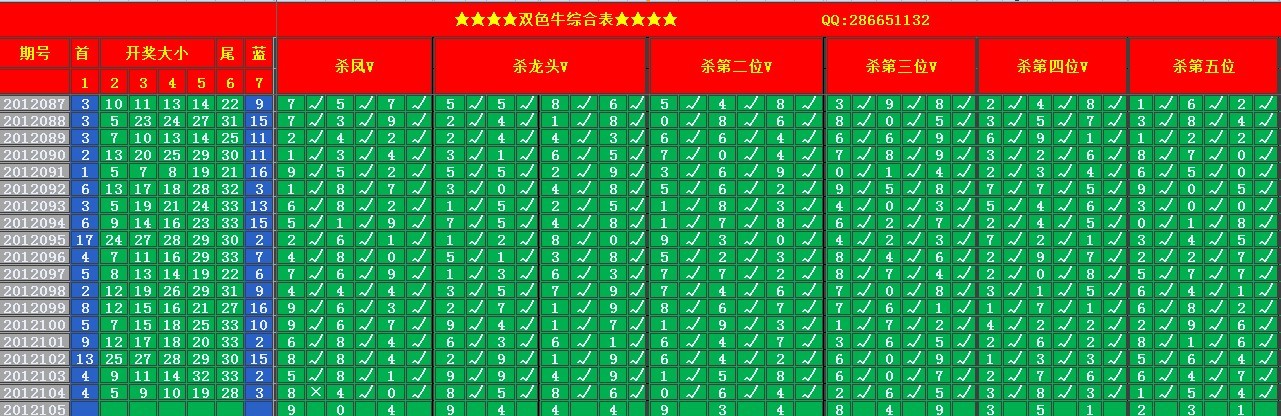 ★★★★双色牛综合表★★★★ QQ:286651132
期号 首 开奖大小 尾 蓝 杀凤V 杀龙头V 杀第二位V 杀第三位V 杀第四位V 杀第五位
1 2 3 4 5 6 7
2012087 3 10 11 13 14 22 9 7 ✓ 5 ✓ 7 ✓ 5 ✓ 5 ✓ 8 ✓ 6 ✓ 5 ✓ 4 ✓ 8 ✓ 3 ✓ 9 ✓ 8 ✓ 2 ✓ 4 ✓ 8 ✓ 1 ✓ 6 ✓ 2 ✓
2012088 3 5 23 24 27 31 15 7 ✓ 3 ✓ 9 ✓ 2 ✓ 4 ✓ 1 ✓ 8 ✓ 0 ✓ 8 ✓ 6 ✓ 8 ✓ 0 ✓ 5 ✓ 3 ✓ 5 ✓ 7 ✓ 3 ✓ 8 ✓ 4 ✓
2012089 3 7 10 13 14 25 11 2 ✓ 4 ✓ 2 ✓ 2 ✓ 4 ✓ 4 ✓ 3 ✓ 6 ✓ 6 ✓ 4 ✓ 6 ✓ 6 ✓ 9 ✓ 6 ✓ 9 ✓ 1 ✓ 1 ✓ 2 ✓ 2 ✓
2012090 2 13 20 25 29 30 11 1 ✓ 3 ✓ 4 ✓ 3 ✓ 1 ✓ 6 ✓ 5 ✓ 7 ✓ 0 ✓ 4 ✓ 7 ✓ 8 ✓ 9 ✓ 3 ✓ 2 ✓ 6 ✓ 8 ✓ 7 ✓ 0 ✓
2012091 1 5 7 8 19 21 16 9 ✓ 5 ✓ 2 ✓ 5 ✓ 5 ✓ 2 ✓ 9 ✓ 3 ✓ 6 ✓ 9 ✓ 0 ✓ 1 ✓ 4 ✓ 2 ✓ 3 ✓ 4 ✓ 6 ✓ 5 ✓ 5 ✓
2012092 6 13 17 18 28 32 3 1 ✓ 8 ✓ 7 ✓ 3 ✓ 0 ✓ 4 ✓ 8 ✓ 5 ✓ 6 ✓ 2 ✓ 9 ✓ 5 ✓ 8 ✓ 7 ✓ 7 ✓ 5 ✓ 9 ✓ 0 ✓ 5 ✓
2012093 3 5 19 21 24 33 13 6 ✓ 8 ✓ 2 ✓ 1 ✓ 5 ✓ 2 ✓ 5 ✓ 1 ✓ 8 ✓ 3 ✓ 4 ✓ 0 ✓ 3 ✓ 5 ✓ 4 ✓ 6 ✓ 3 ✓ 0 ✓ 0 ✓
2012094 6 9 14 16 23 33 15 5 ✓ 1 ✓ 9 ✓ 7 ✓ 5 ✓ 4 ✓ 8 ✓ 1 ✓ 7 ✓ 8 ✓ 6 ✓ 2 ✓ 7 ✓ 2 ✓ 4 ✓ 5 ✓ 0 ✓ 1 ✓ 8 ✓
2012095 17 24 27 28 29 30 2 2 ✓ 6 ✓ 1 ✓ 1 ✓ 2 ✓ 8 ✓ 0 ✓ 9 ✓ 3 ✓ 0 ✓ 4 ✓ 2 ✓ 3 ✓ 7 ✓ 2 ✓ 1 ✓ 3 ✓ 4 ✓ 5 ✓
2012096 4 7 11 16 29 33 7 4 ✓ 8 ✓ 0 ✓ 5 ✓ 1 ✓ 3 ✓ 8 ✓ 5 ✓ 2 ✓ 3 ✓ 8 ✓ 4 ✓ 6 ✓ 2 ✓ 9 ✓ 7 ✓ 6 ✓ 7 ✓ 2 ✓
2012097 5 8 13 14 19 22 6 7 ✓ 6 ✓ 9 ✓ 1 ✓ 3 ✓ 6 ✓ 3 ✓ 7 ✓ 7 ✓ 2 ✓ 8 ✓ 7 ✓ 4 ✓ 2 ✓ 0 ✓ 8 ✓ 5 ✓ 7 ✓ 7 ✓
2012098 2 12 19 26 29 31 9 4 ✓ 4 ✓ 4 ✓ 3 ✓ 5 ✓ 7 ✓ 9 ✓ 7 ✓ 4 ✓ 6 ✓ 7 ✓ 0 ✓ 8 ✓ 3 ✓ 1 ✓ 5 ✓ 6 ✓ 4 ✓ 1 ✓
2012099 8 12 15 16 21 27 16 9 ✓ 6 ✓ 3 ✓ 2 ✓ 7 ✓ 1 ✓ 9 ✓ 8 ✓ 6 ✓ 7 ✓ 7 ✓ 6 ✓ 1 ✓ 7 ✓ 7 ✓ 1 ✓ 6 ✓ 8 ✓ 2 ✓
2012100 5 7 15 18 25 33 10 9 ✓ 6 ✓ 7 ✓ 9 ✓ 4 ✓ 1 ✓ 7 ✓ 1 ✓ 9 ✓ 3 ✓ 1 ✓ 7 ✓ 2 ✓ 4 ✓ 2 ✓ 2 ✓ 2 ✓ 9 ✓ 6 ✓
2012101 9 12 17 18 20 33 2 6 ✓ 8 ✓ 4 ✓ 6 ✓ 3 ✓ 6 ✓ 1 ✓ 6 ✓ 4 ✓ 7 ✓ 3 ✓ 4 ✓ 7 ✓ 9 ✓ 2 ✓ 6 ✓ 8 ✓ 1 ✓ 6 ✓
2012102 13 25 27 28 29 30 15 8 ✓ 8 ✓ 4 ✓ 2 ✓ 9 ✓ 1 ✓ 9 ✓ 6 ✓ 4 ✓ 2 ✓ 6 ✓ 0 ✓ 9 ✓ 1 ✓ 3 ✓ 3 ✓ 5 ✓ 6 ✓ 4 ✓
2012103 4 9 11 14 32 33 2 5 ✓ 8 ✓ 1 ✓ 9 ✓ 9 ✓ 4 ✓ 9 ✓ 1 ✓ 5 ✓ 8 ✓ 4 ✓ 2 ✓ 7 ✓ 6 ✓ 2 ✓ 6 ✓ 6 ✓ 4 ✓ 7 ✓
2012104 4 5 9 10 19 28 3 8 ✕ 4 ✓ 0 ✓ 8 ✓ 5 ✓ 8 ✓ 8 ✓ 0 ✓ 6 ✓ 4 ✓ 2 ✓ 6 ✓ 5 ✓ 2 ✓ 8 ✓ 3 ✓ 1 ✓ 5 ✓ 4 ✓
2012105 9 0 4 9 4 4 4 9 3 4 8 4 9 3 5 1 2 3